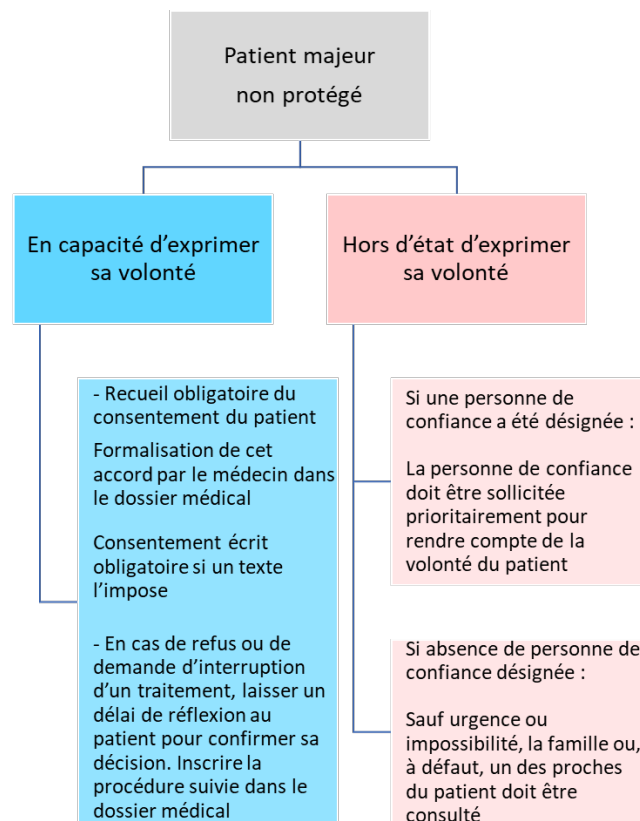 Patient majeur
non protégé
En capacité d'exprimer
sa volonté
Hors d'état d'exprimer
sa volonté
- Recueil obligatoire du
consentement du patient
Formalisation de cet
accord par le médecin dans
le dossier médical
Consentement écrit
obligatoire si un texte
l'impose
- En cas de refus ou de
demande d'interruption
d'un traitement, laisser un
délai de réflexion au
patient pour confirmer sa
décision. Inscrire la
procédure suivie dans le
dossier médical
Si une personne de
confiance a été désignée :
La personne de confiance
doit être sollicitée
prioritairement pour
rendre compte de la
volonté du patient
Si absence de personne de
confiance désignée :
Sauf urgence ou
impossibilité, la famille ou,
à défaut, un des proches
du patient doit être
consulté